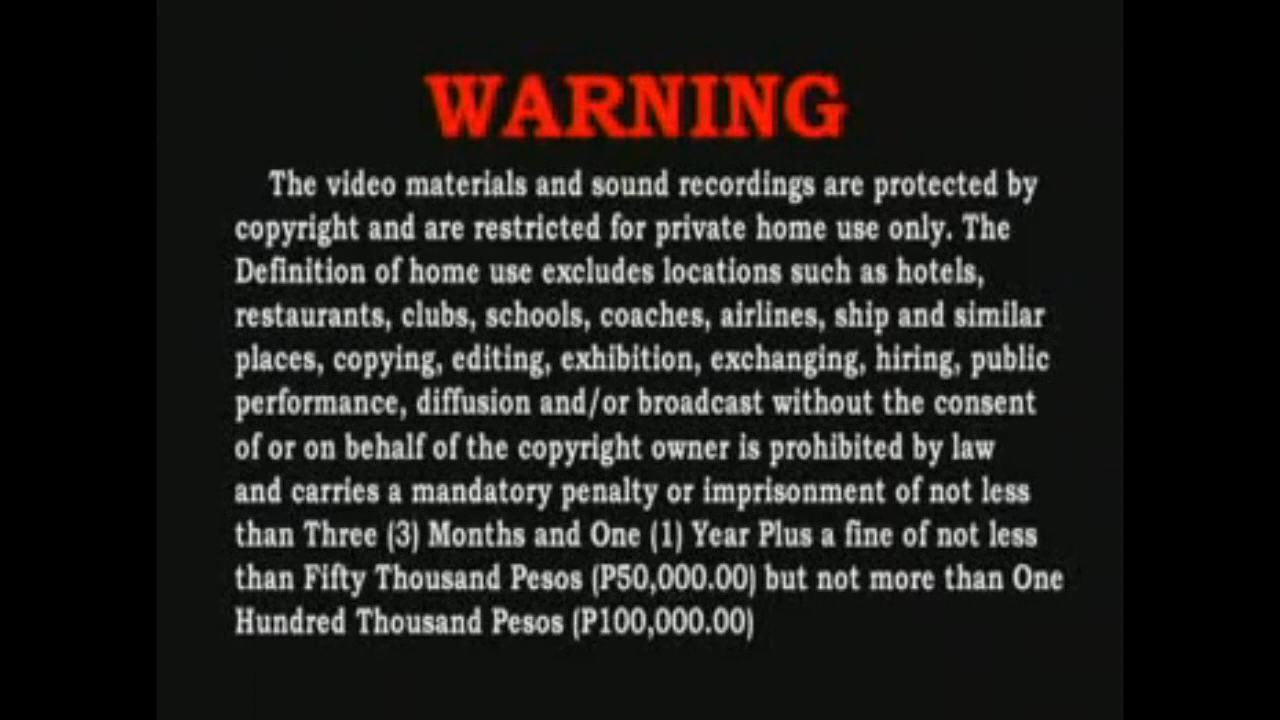 WARNING
The video materials and sound recordings are protected by
copyright and are restricted for private home use only. The
Definition of home use excludes locations such as hotels,
restaurants, clubs, schools, coaches, airlines, ship and similar
places, copying, editing, exhibition, exchanging, hiring, public
performance, diffusion and/or broadcast without the consent
of or on behalf of the copyright owner is prohibited by law
and carries a mandatory penalty or imprisonment of not less
than Three (3) Months and One (1) Year Plus a fine of not less
than Fifty Thousand Pesos (P50,000.00) but not more than One
Hundred Thousand Pesos (P100,000.00)